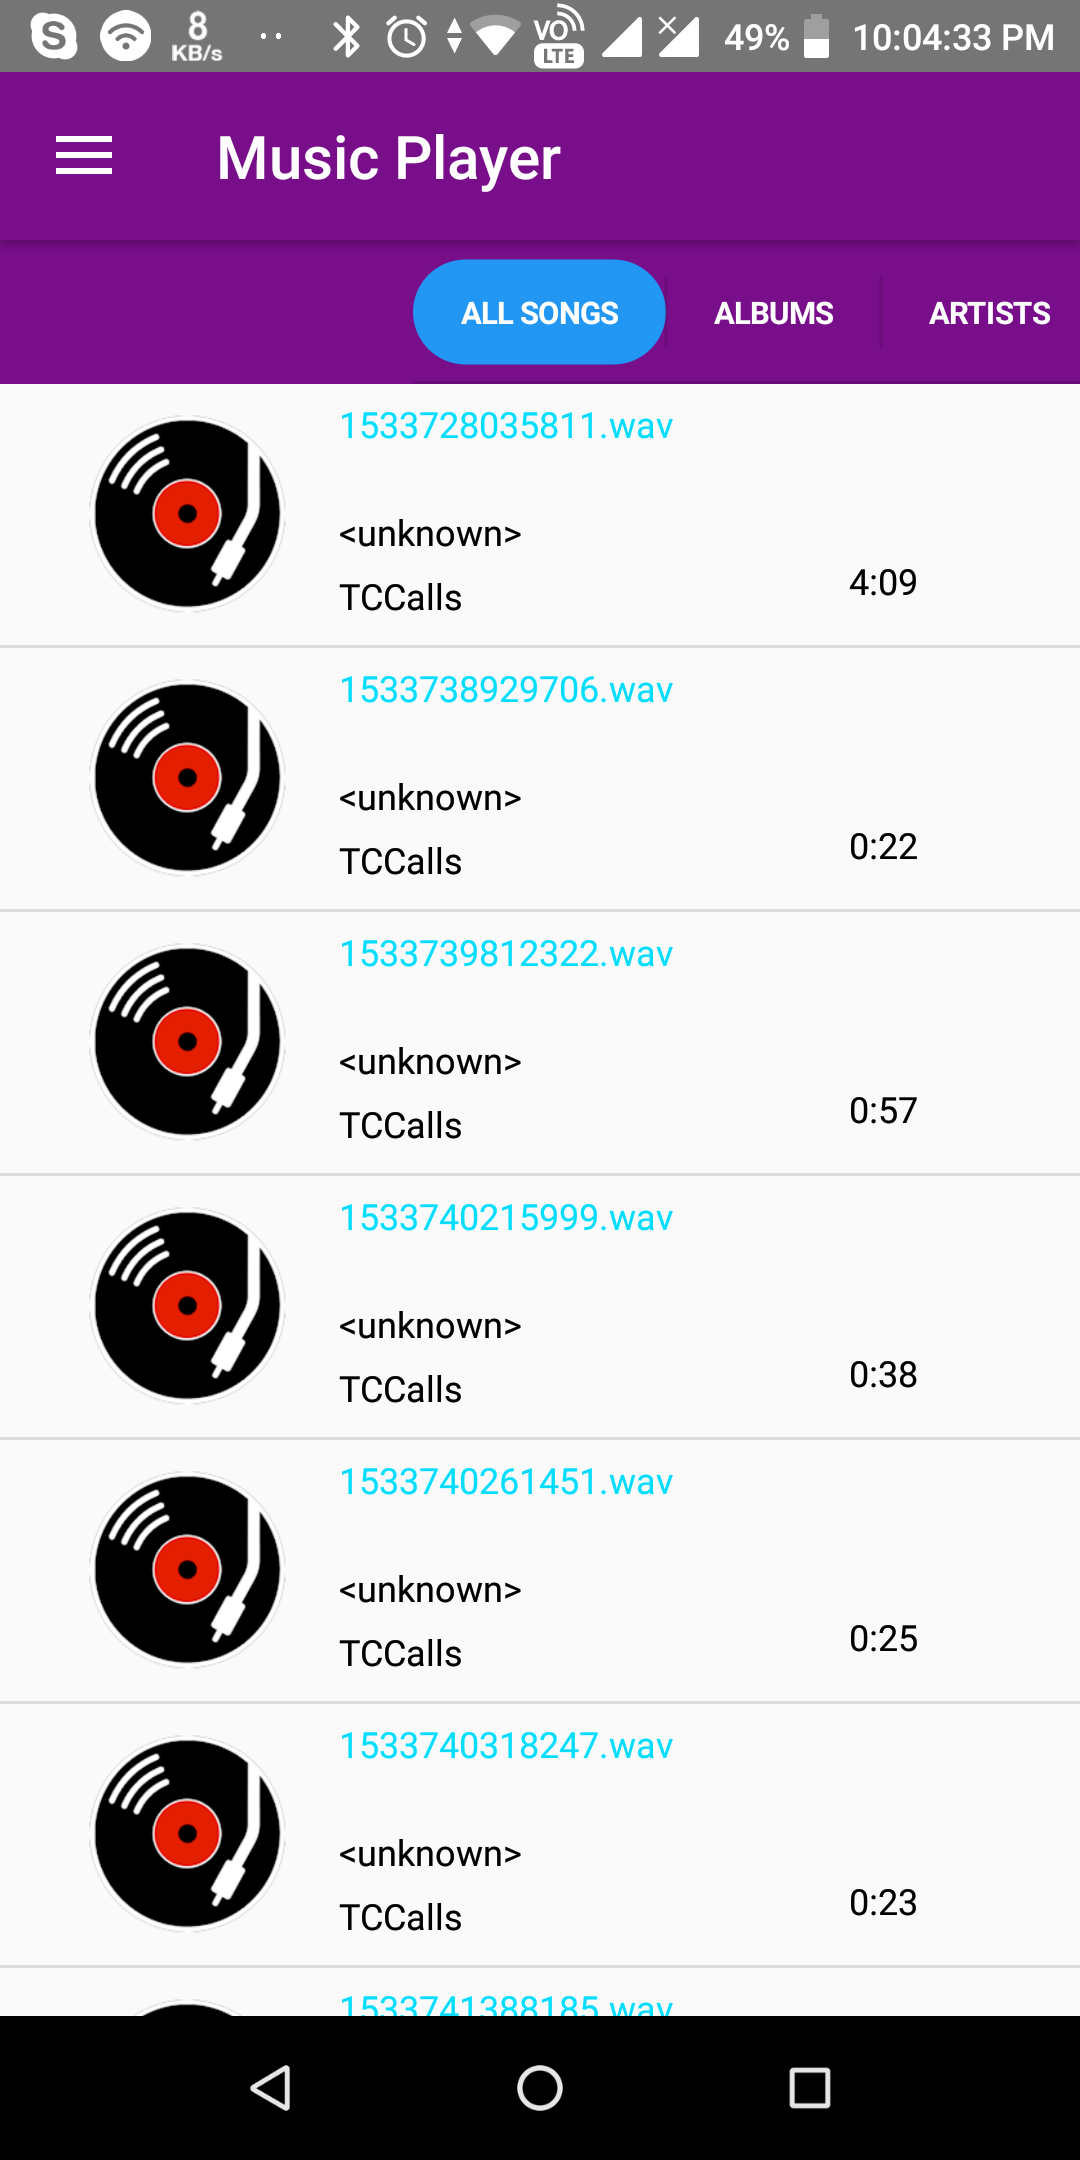 8 KB/s VO LTE 49% 10:04:33 PM
Music Player
ALL SONGS ALBUMS ARTISTS
1533728035811.wav
<unknown>
TCCalls 4:09
1533738929706.wav
<unknown>
TCCalls 0:22
1533739812322.wav
<unknown>
TCCalls 0:57
1533740215999.wav
<unknown>
TCCalls 0:38
1533740261451.wav
<unknown>
TCCalls 0:25
1533740318247.wav
<unknown>
TCCalls 0:23
1533741388185.wav